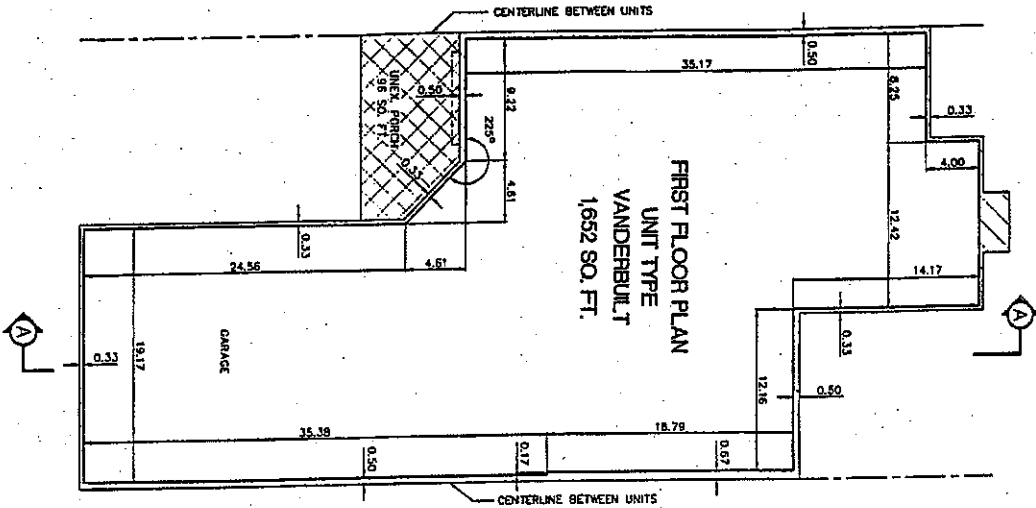 CENTERLINE BETWEEN UNITS
0.50
35.17
8.25
0.33
4.00
UNEX. PORCH
96 SQ. FT.
0.50
9.22
225°
0.33
4.61
FIRST FLOOR PLAN
UNIT TYPE
VANDERBUILT
1,652 SQ. FT.
12.42
14.17
0.33
24.56
4.61
A
A
0.33
19.17
GARAGE
0.33
12.16
0.50
35.38
18.79
0.50
0.17
0.67
CENTERLINE BETWEEN UNITS